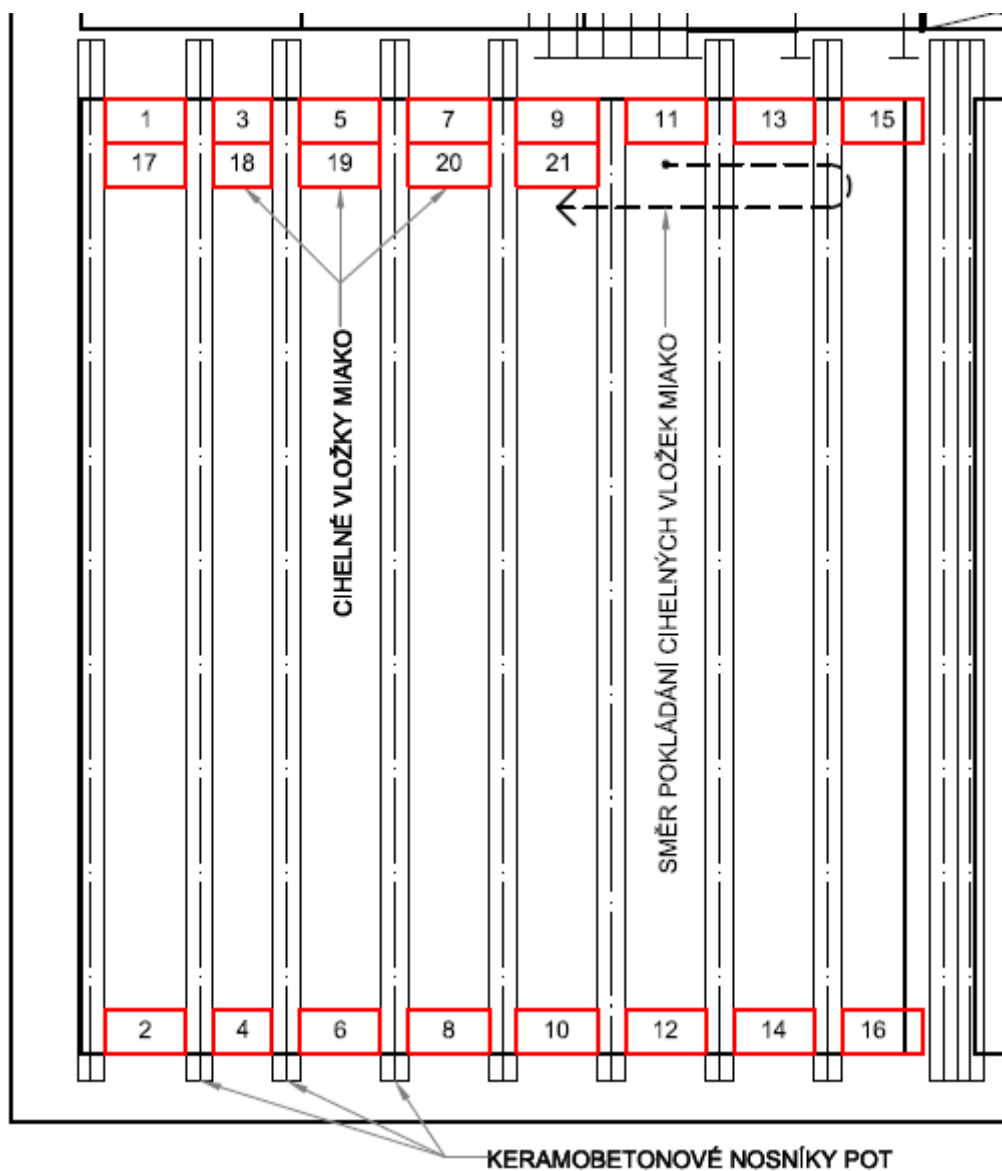 1 3 5 7 9 11 13 15
17 18 19 20 21
CIHELNÉ VLOŽKY MIAKO
SMĚR POKLÁDÁNÍ CIHELNÝCH VLOŽEK MIAKO
2 4 6 8 10 12 14 16
KERAMOBETONOVÉ NOSNÍKY POT